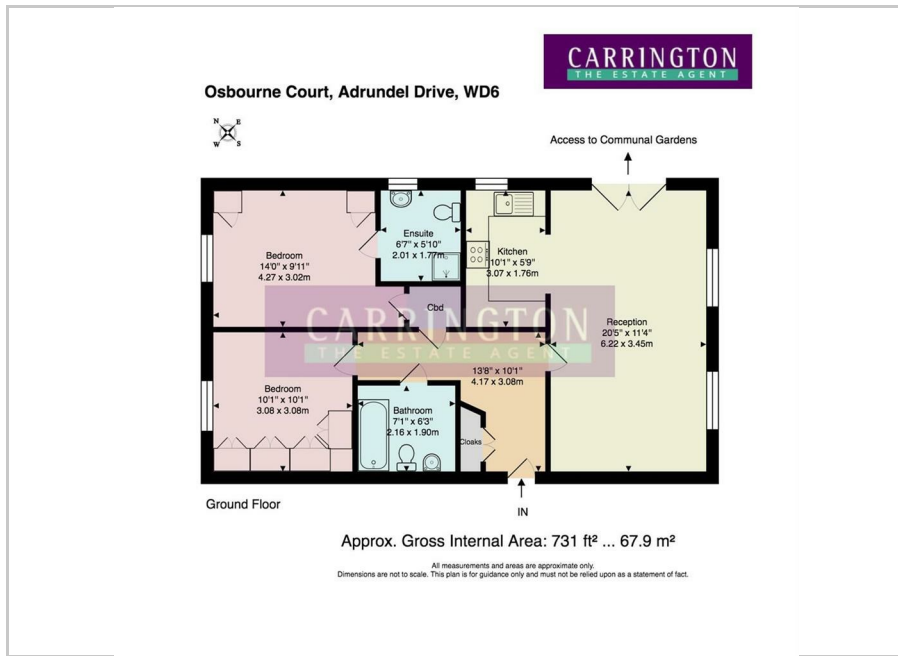 CARRINGTON
THE ESTATE AGENT
Osbourne Court, Adrundel Drive, WD6
N E
W S
Access to Communal Gardens
Bedroom
14'0" x 9'11"
4.27 x 3.02m
Ensuite
6'7" x 5'10"
2.01 x 1.77m
Kitchen
10'1" x 5'9"
3.07 x 1.76m
Cbd
Reception
20'5" x 11'4"
6.22 x 3.45m
CARRINGTON
THE ESTATE AGENT
13'8" x 10'1"
4.17 x 3.08m
Bedroom
10'1" x 10'1"
3.08 x 3.08m
Bathroom
7'1" x 6'3"
2.16 x 1.90m
Cloaks
Ground Floor
IN
Approx. Gross Internal Area: 731 ft² ... 67.9 m²
All measurements and areas are approximate only.
Dimensions are not to scale. This plan is for guidance only and must not be relied upon as a statement of fact.